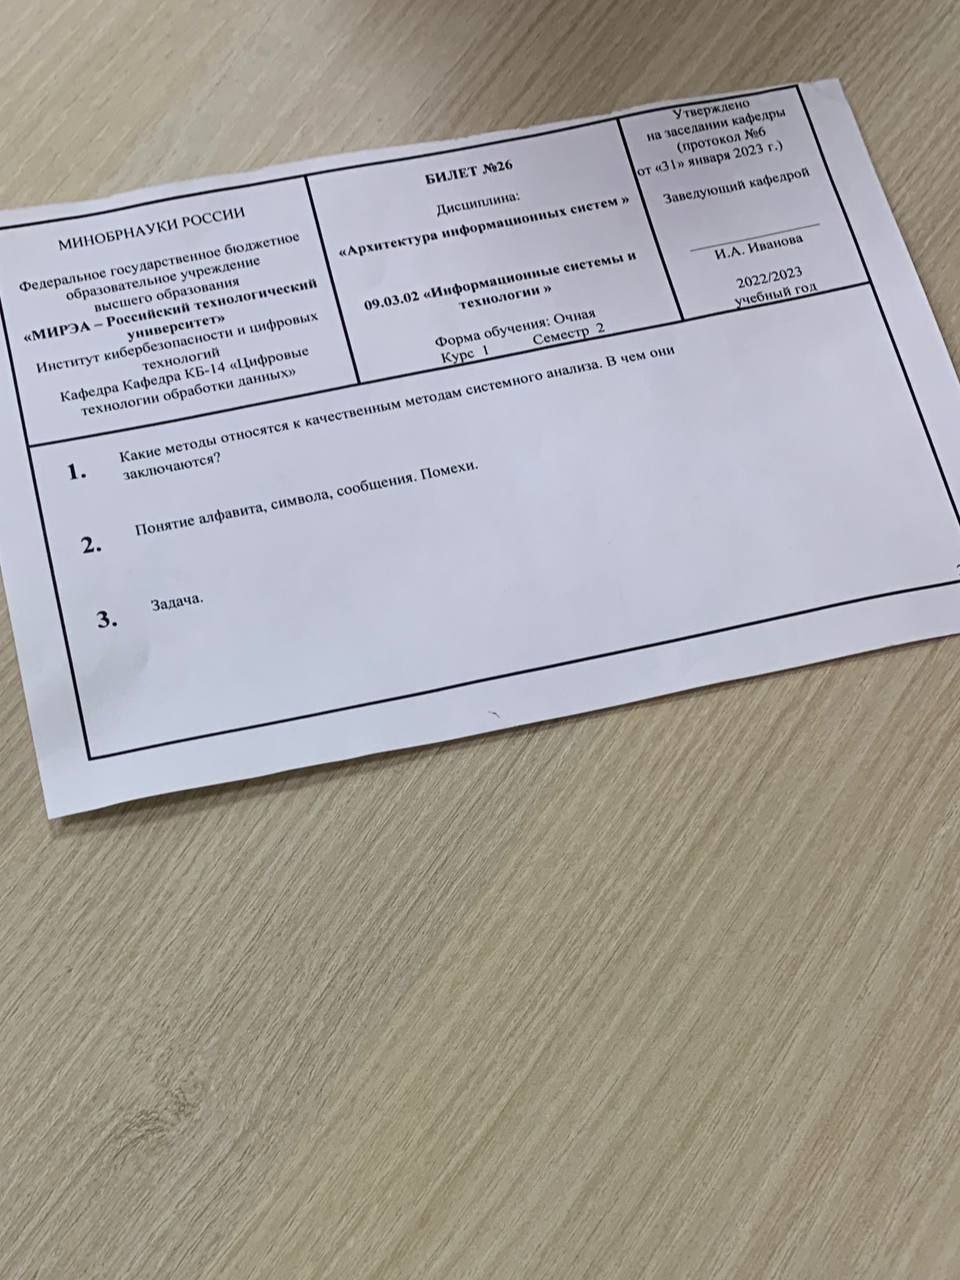 МИНОБРНАУКИ РОССИИ
Федеральное государственное бюджетное
образовательное учреждение
высшего образования
«МИРЭА – Российский технологический
университет»
Институт кибербезопасности и цифровых
технологий
Кафедра Кафедра КБ-14 «Цифровые
технологии обработки данных»
БИЛЕТ №26
Дисциплина:
«Архитектура информационных систем »
09.03.02 «Информационные системы и
технологии »
Форма обучения: Очная
Курс 1 Семестр 2
Утверждено
на заседании кафедры
(протокол №6
от «31» января 2023 г.)
Заведующий кафедрой
И.А. Иванова
2022/2023
учебный год
1. Какие методы относятся к качественным методам системного анализа. В чем они
заключаются?
2. Понятие алфавита, символа, сообщения. Помехи.
3. Задача.